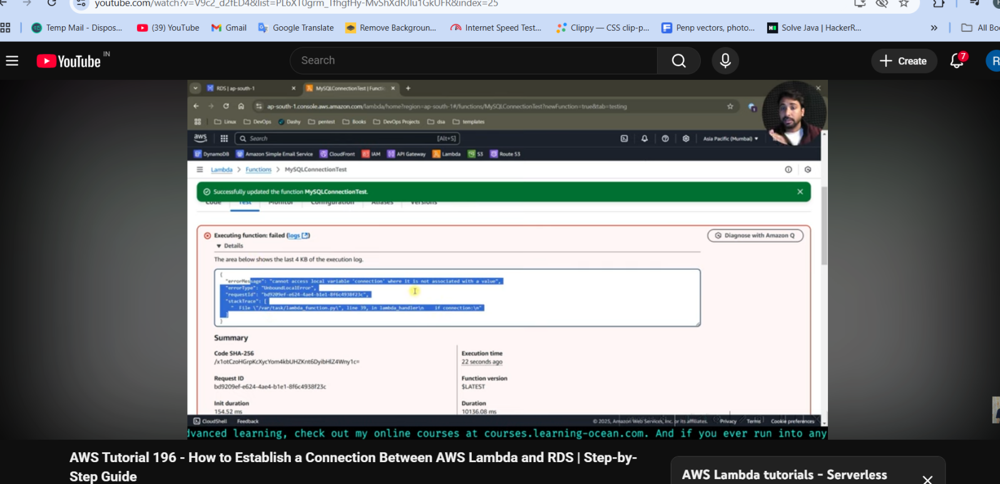 youtube.com/watch?v=V9c2_d2fED4&list=PL6XT0grm_TfhgfHy-MvShXdRJIu1GkUFR&index=25
Temp Mail - Dispos...
(39) YouTube
Gmail
Google Translate
Remove Backgroun...
Internet Speed Test...
Clippy — CSS clip-p...
Penp vectors, photo...
Solve Java | HackerR...
»
All Bo
YouTube IN
Search
Create
7
R
RDS | ap-south-1
MySQLConnectionTest | Functi
ap-south-1.console.aws.amazon.com/lambda/home?region=ap-south-1#/functions/MySQLConnectionTest?newFunction=true&tab=testing
Linux
DevOps
Dashy
pentest
Books
DevOps Projects
dsa
templates
aws
Search
[Alt+S]
Asia Pacific (Mumbai)
DynamoDB
Amazon Simple Email Service
CloudFront
IAM
API Gateway
Lambda
S3
Route 53
Lambda > Functions > MySQLConnectionTest
Successfully updated the function MySQLConnectionTest.
Code
Test
Monitor
Configuration
Aliases
Versions
Executing function: failed (logs)
Diagnose with Amazon Q
Details
The area below shows the last 4 KB of the execution log.
{
"errorMessage": "cannot access local variable 'connection' where it is not associated with a value",
"errorType": "UnboundLocalError",
"requestId": "bd9209ef-e624-4ae4-b1e1-8f6c4938f23c",
"stackTrace": [
" File \"/var/task/lambda_function.py\", line 39, in lambda_handler\n    if connection:\n"
]
}
Summary
Code SHA-256
/x1otCzoHGrpKcXycYom4kbUHZKnt6DyibHlZ4Wny1c=
Execution time
22 seconds ago
Request ID
bd9209ef-e624-4ae4-b1e1-8f6c4938f23c
Function version
$LATEST
Init duration
154.52 ms
Duration
10136.08 ms
CloudShell
Feedback
© 2025, Amazon Web Services, Inc. or its affiliates.
Privacy
Terms
Cookie preferences
dvanced learning, check out my online courses at courses.learning-ocean.com. And if you ever run into any
AWS Tutorial 196 - How to Establish a Connection Between AWS Lambda and RDS | Step-by-
Step Guide
AWS Lambda tutorials - Serverless